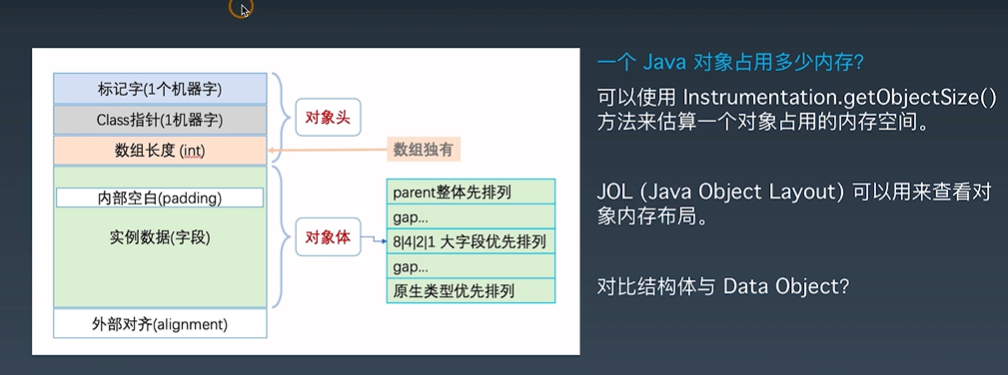 标记字(1个机器字)
Class指针(1机器字)
数组长度 (int)
内部空白(padding)
实例数据(字段)
外部对齐(alignment)
对象头
数组独有
对象体
parent整体先排列
gap...
8|4|2|1 大字段优先排列
gap...
原生类型优先排列
一个 Java 对象占用多少内存?
可以使用 Instrumentation.getObjectSize()
方法来估算一个对象占用的内存空间。
JOL (Java Object Layout) 可以用来查看对
象内存布局。
对比结构体与 Data Object?